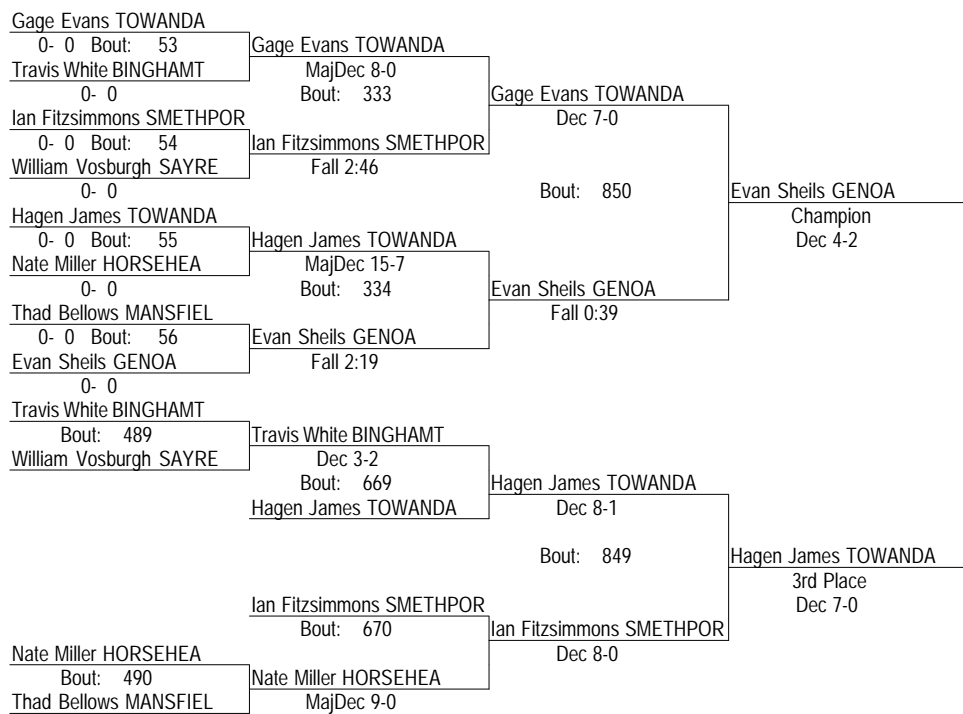 Gage Evans TOWANDA
0- 0 Bout: 53
Gage Evans TOWANDA
Travis White BINGHAMT
MajDec 8-0
0- 0
Bout: 333
Gage Evans TOWANDA
Ian Fitzsimmons SMETHPOR
Dec 7-0
0- 0 Bout: 54
Ian Fitzsimmons SMETHPOR
William Vosburgh SAYRE
Fall 2:46
0- 0
Bout: 850
Evan Sheils GENOA
Hagen James TOWANDA
Champion
0- 0 Bout: 55
Hagen James TOWANDA
Dec 4-2
Nate Miller HORSEHEA
MajDec 15-7
0- 0
Bout: 334
Evan Sheils GENOA
Thad Bellows MANSFIEL
Fall 0:39
0- 0 Bout: 56
Evan Sheils GENOA
Evan Sheils GENOA
Fall 2:19
0- 0
Travis White BINGHAMT
Bout: 489
Travis White BINGHAMT
William Vosburgh SAYRE
Dec 3-2
Bout: 669
Hagen James TOWANDA
Hagen James TOWANDA
Dec 8-1
Bout: 849
Hagen James TOWANDA
3rd Place
Ian Fitzsimmons SMETHPOR
Dec 7-0
Bout: 670
Ian Fitzsimmons SMETHPOR
Nate Miller HORSEHEA
Dec 8-0
Bout: 490
Nate Miller HORSEHEA
Thad Bellows MANSFIEL
MajDec 9-0